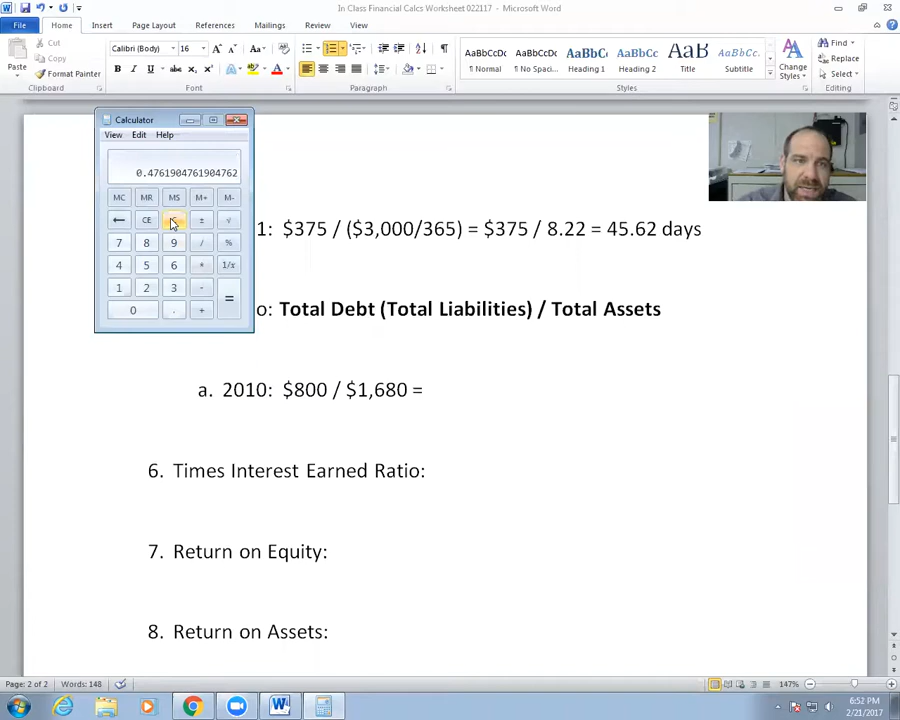 In Class Financial Calcs Worksheet 022117 - Microsoft Word
File Home Insert Page Layout References Mailings Review View
Paste
Cut
Copy
Format Painter
Clipboard
Calibri (Body) 16
B I U abc x₂ x²
Font
Paragraph
AaBbCcDc AaBbCcDc AaBbCc AaBbCc AaB AaBbCc.
¶ Normal ¶ No Spaci... Heading 1 Heading 2 Title Subtitle
Change Styles
Styles
Find
Replace
Select
Editing
Calculator
View Edit Help
0.4761904761904762
MC MR MS M+ M-
← CE C ± √
7 8 9 / %
4 5 6 * 1/x
1 2 3 - =
0 . +
1: $375 / ($3,000/365) = $375 / 8.22 = 45.62 days
o: Total Debt (Total Liabilities) / Total Assets
a. 2010: $800 / $1,680 =
6. Times Interest Earned Ratio:
7. Return on Equity:
8. Return on Assets:
Page: 2 of 2 Words: 148
147%
6:52 PM
2/21/2017